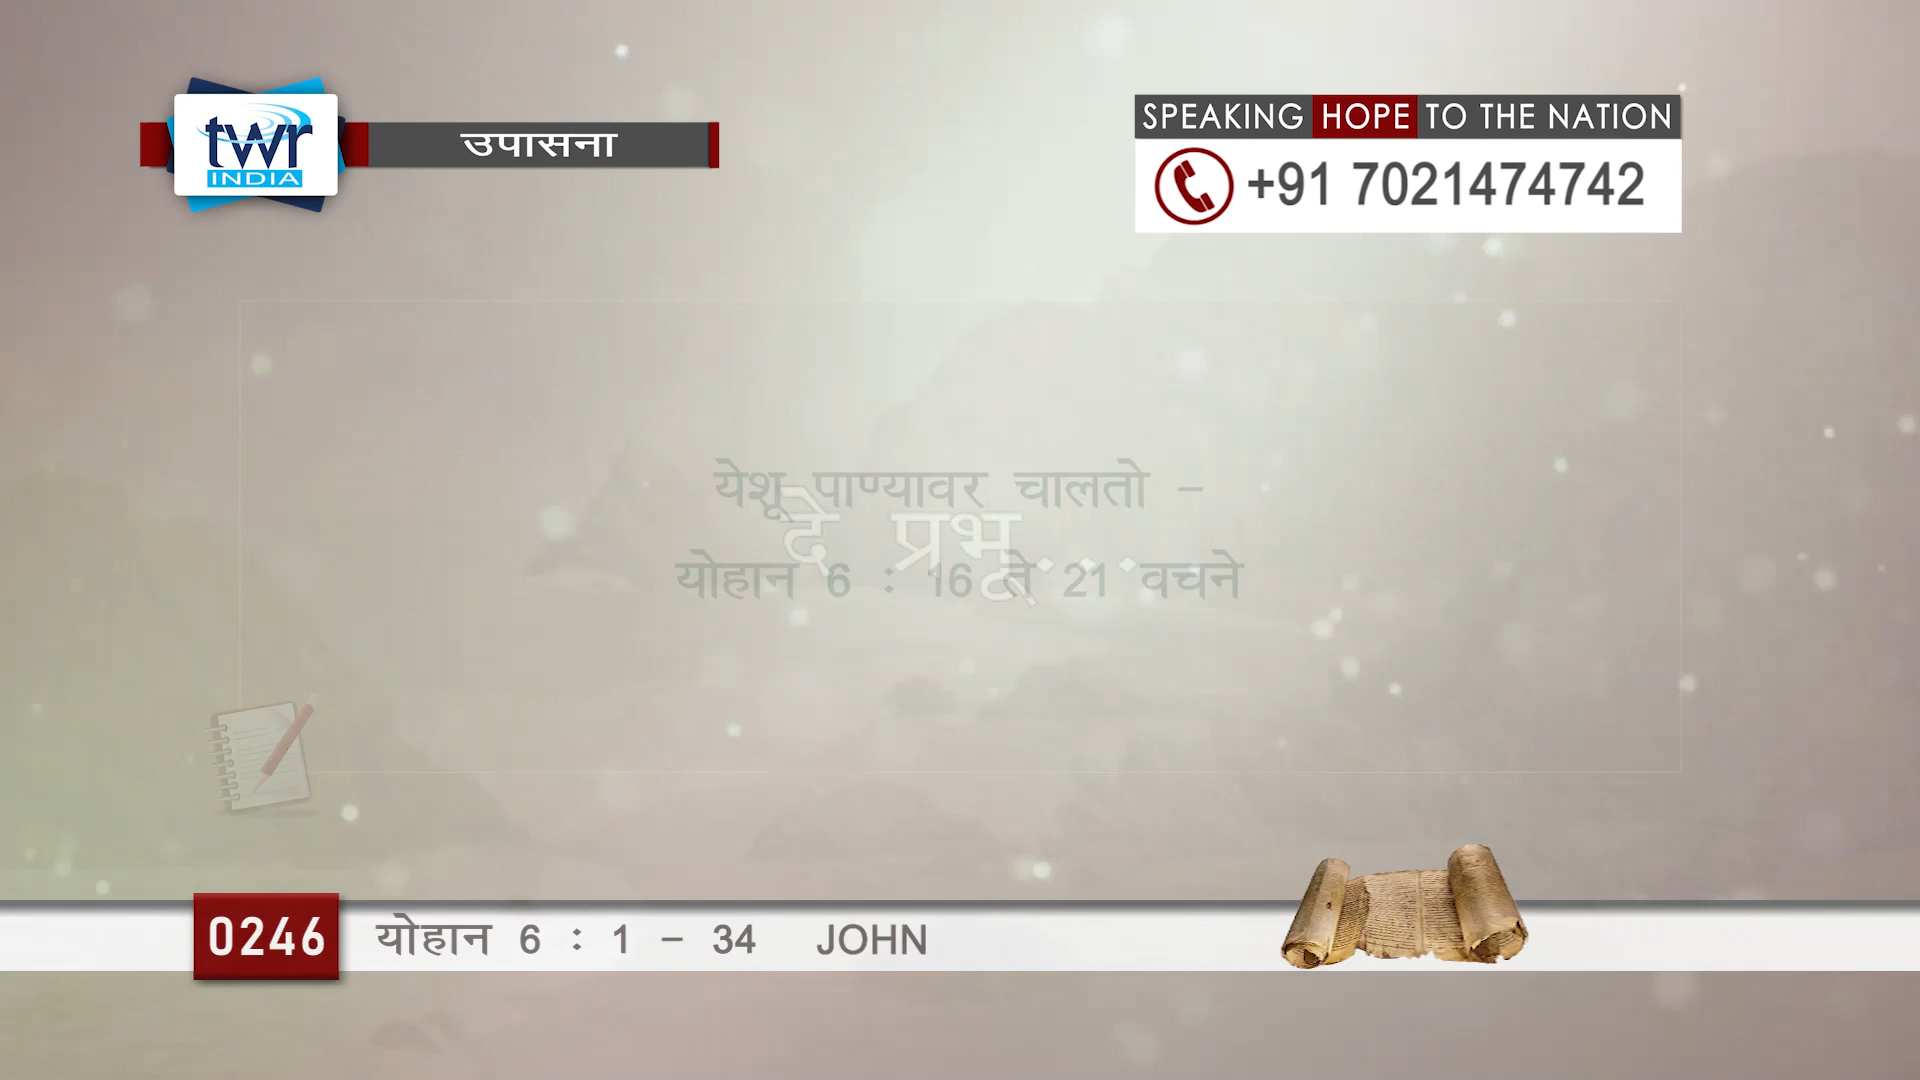 twr
INDIA
उपासना
SPEAKING HOPE TO THE NATION
+91 7021474742
येशू पाण्यावर चालतो –
दे प्रभू....
योहान 6 : 16 ते 21 वचने
0246
योहान 6 : 1 – 34 JOHN